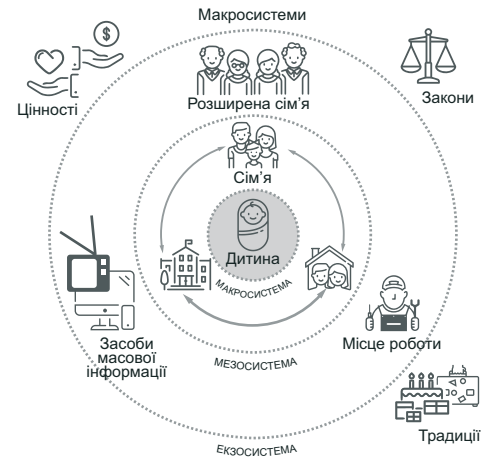 Макросистеми
$
Цінності
Розширена сім’я
Закони
Сім’я
Дитина
МАКРОСИСТЕМА
Засоби
масової
інформації
Місце роботи
МЕЗОСИСТЕМА
Традиції
ЕКЗОСИСТЕМА